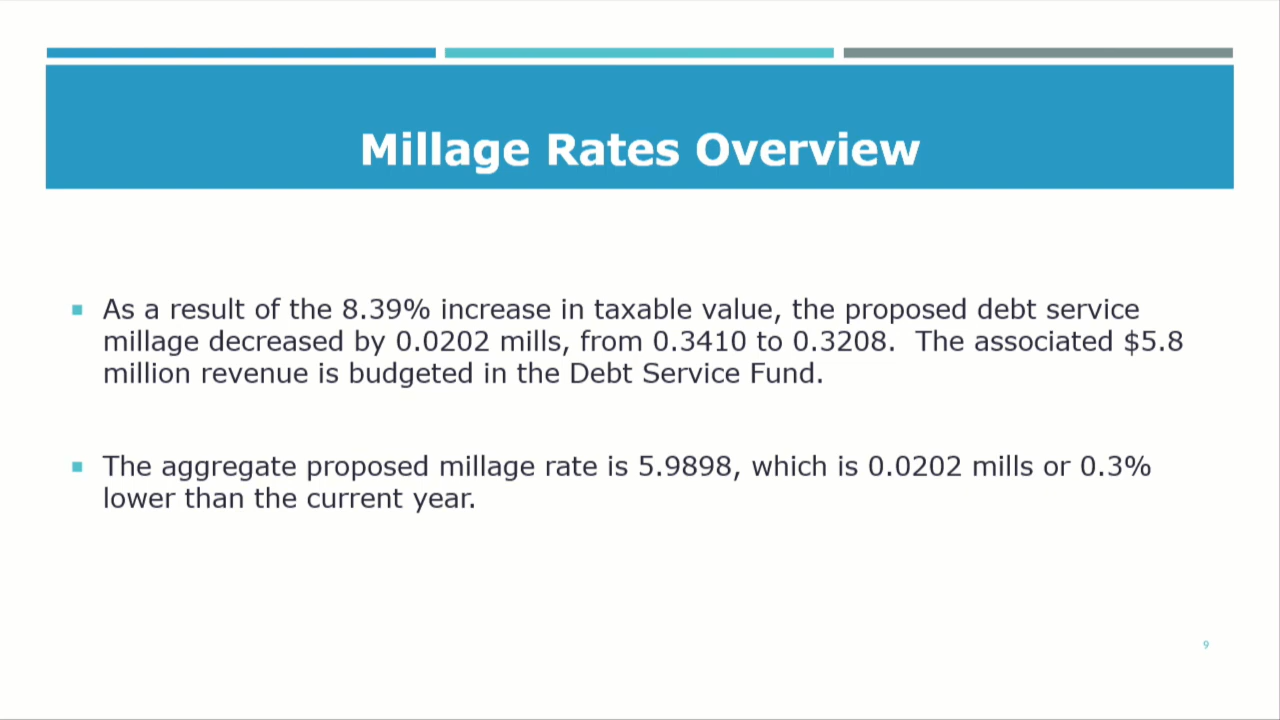 Millage Rates Overview
As a result of the 8.39% increase in taxable value, the proposed debt service
millage decreased by 0.0202 mills, from 0.3410 to 0.3208.  The associated $5.8
million revenue is budgeted in the Debt Service Fund.
The aggregate proposed millage rate is 5.9898, which is 0.0202 mills or 0.3%
lower than the current year.
9